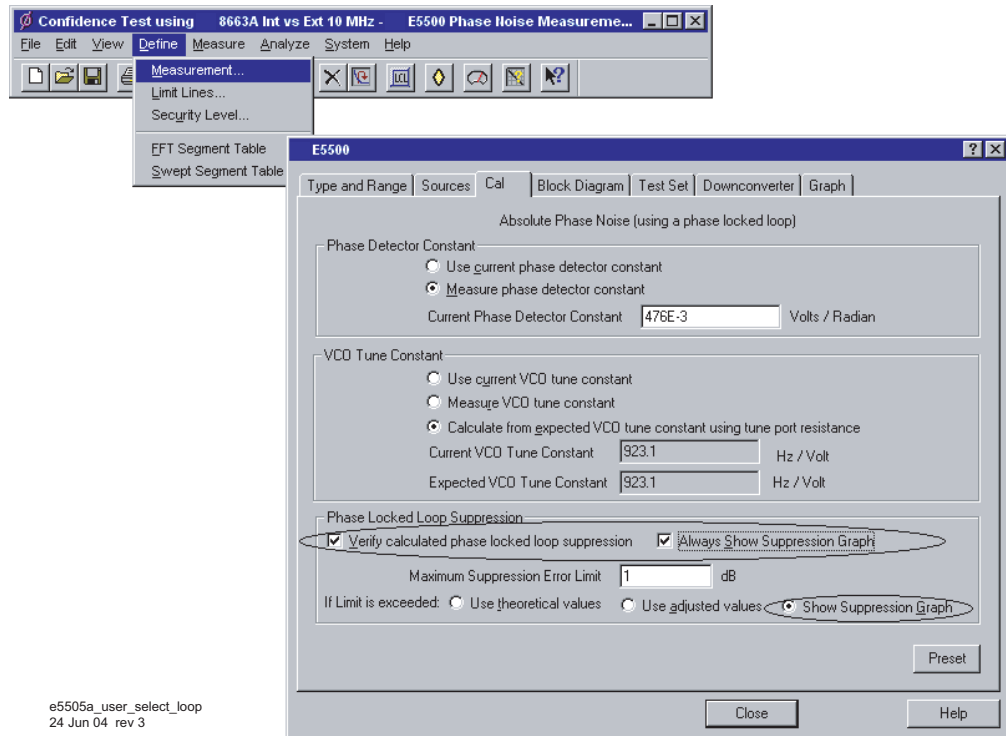 Confidence Test using 8663A Int vs Ext 10 MHz - E5500 Phase Noise Measureme...
File Edit View Define Measure Analyze System Help
Measurement...
Limit Lines...
Security Level...
FFT Segment Table
Swept Segment Table
E5500
Type and Range Sources Cal Block Diagram Test Set Downconverter Graph
Absolute Phase Noise (using a phase locked loop)
Phase Detector Constant
Use current phase detector constant
Measure phase detector constant
Current Phase Detector Constant 476E-3 Volts / Radian
VCO Tune Constant
Use current VCO tune constant
Measure VCO tune constant
Calculate from expected VCO tune constant using tune port resistance
Current VCO Tune Constant 923.1 Hz / Volt
Expected VCO Tune Constant 923.1 Hz / Volt
Phase Locked Loop Suppression
Verify calculated phase locked loop suppression Always Show Suppression Graph
Maximum Suppression Error Limit 1 dB
If Limit is exceeded: Use theoretical values Use adjusted values Show Suppression Graph
Preset
Close Help
e5505a_user_select_loop
24 Jun 04 rev 3